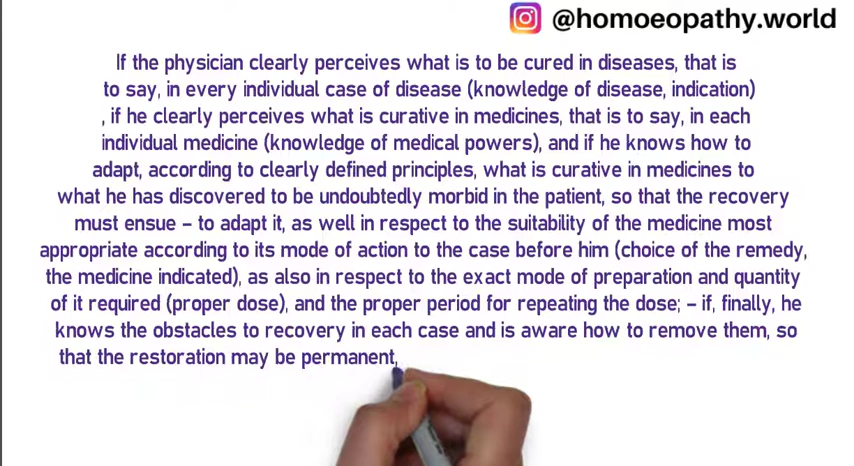 @homoeopathy.world
If the physician clearly perceives what is to be cured in diseases, that is
to say, in every individual case of disease (knowledge of disease, indication)
, if he clearly perceives what is curative in medicines, that is to say, in each
individual medicine (knowledge of medical powers), and if he knows how to
adapt, according to clearly defined principles, what is curative in medicines to
what he has discovered to be undoubtedly morbid in the patient, so that the recovery
must ensue – to adapt it, as well in respect to the suitability of the medicine most
appropriate according to its mode of action to the case before him (choice of the remedy,
the medicine indicated), as also in respect to the exact mode of preparation and quantity
of it required (proper dose), and the proper period for repeating the dose; – if, finally, he
knows the obstacles to recovery in each case and is aware how to remove them, so
that the restoration may be permanent,